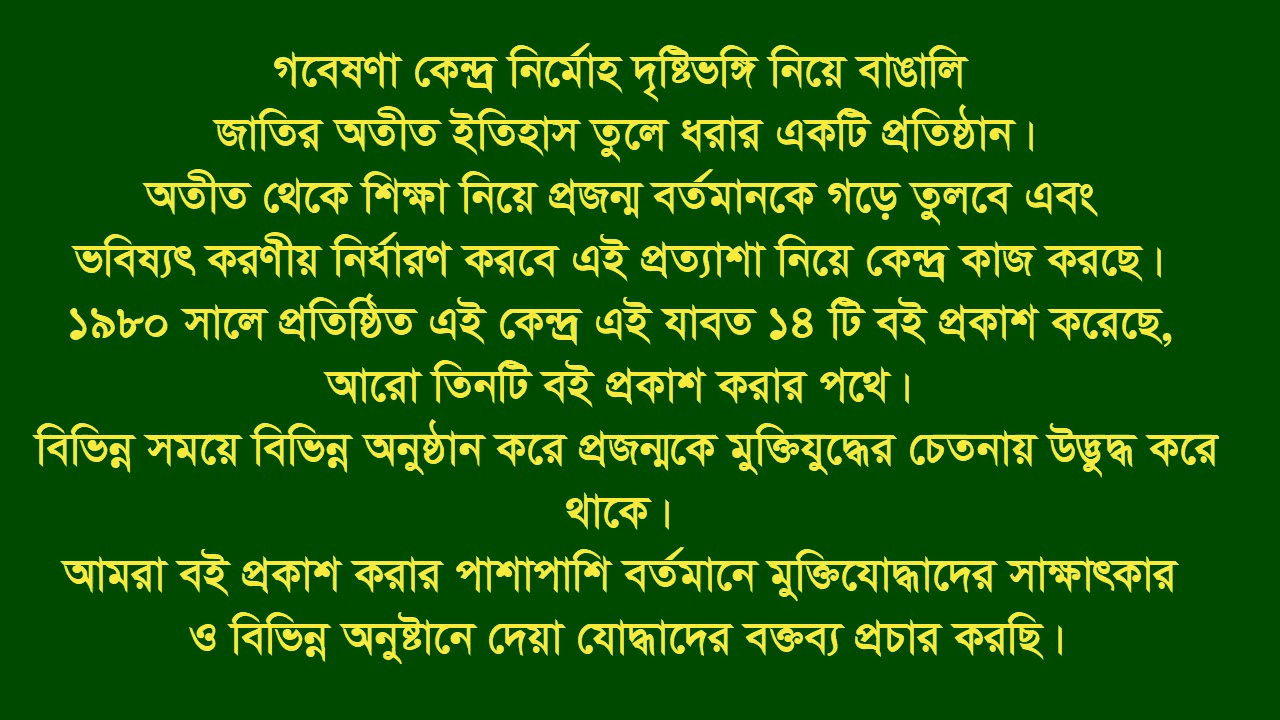 গবেষণা কেন্দ্র নির্মোহ দৃষ্টিভঙ্গি নিয়ে বাঙালি
জাতির অতীত ইতিহাস তুলে ধরার একটি প্রতিষ্ঠান।
অতীত থেকে শিক্ষা নিয়ে প্রজন্ম বর্তমানকে গড়ে তুলবে এবং
ভবিষ্যৎ করণীয় নির্ধারণ করবে এই প্রত্যাশা নিয়ে কেন্দ্র কাজ করছে।
১৯৮০ সালে প্রতিষ্ঠিত এই কেন্দ্র এই যাবত ১৪ টি বই প্রকাশ করেছে,
আরো তিনটি বই প্রকাশ করার পথে।
বিভিন্ন সময়ে বিভিন্ন অনুষ্ঠান করে প্রজন্মকে মুক্তিযুদ্ধের চেতনায় উদ্ভুদ্ধ করে
থাকে।
আমরা বই প্রকাশ করার পাশাপাশি বর্তমানে মুক্তিযোদ্ধাদের সাক্ষাৎকার
ও বিভিন্ন অনুষ্টানে দেয়া যোদ্ধাদের বক্তব্য প্রচার করছি।